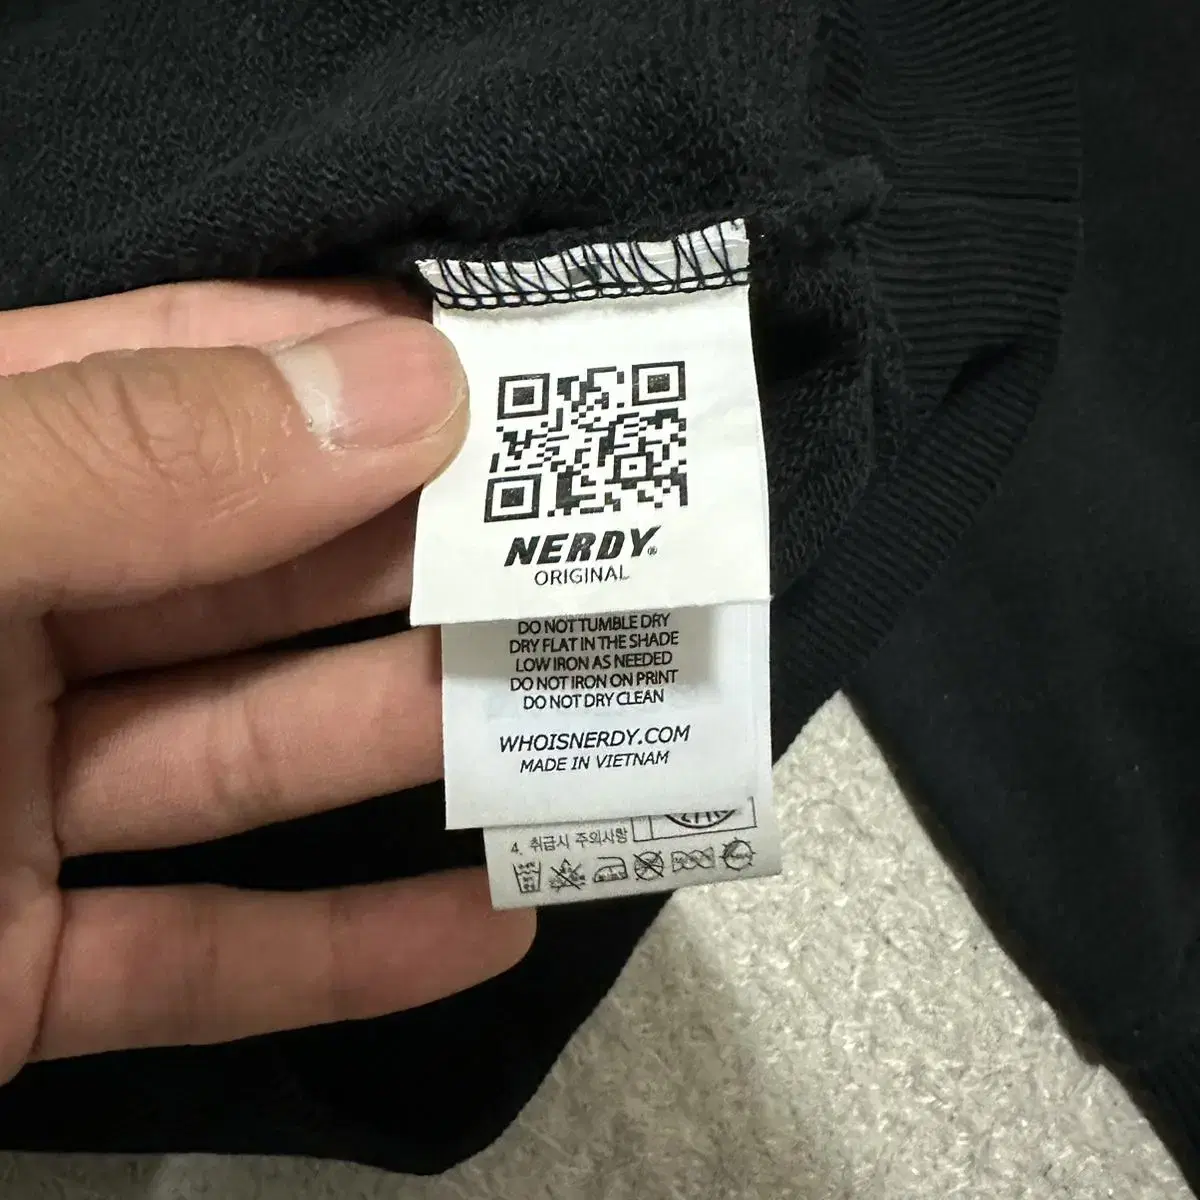 NERDY®
ORIGINAL
DO NOT TUMBLE DRY
DRY FLAT IN THE SHADE
LOW IRON AS NEEDED
DO NOT IRON ON PRINT
DO NOT DRY CLEAN
WHOISNERDY.COM
MADE IN VIETNAM
4. 취급시 주의사항